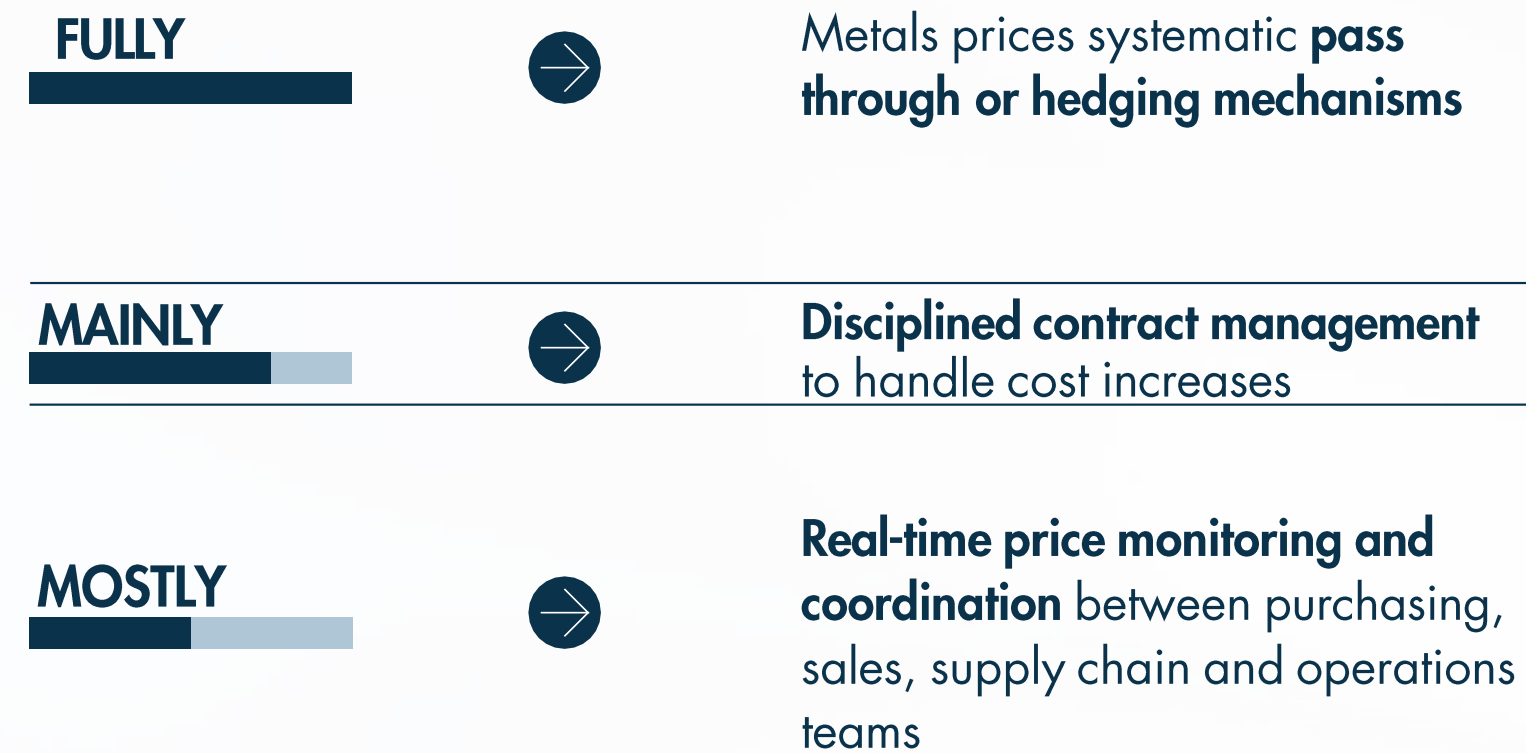 FULLY
Metals prices systematic pass
through or hedging mechanisms
MAINLY
Disciplined contract management
to handle cost increases
MOSTLY
Real-time price monitoring and
coordination between purchasing,
sales, supply chain and operations
teams